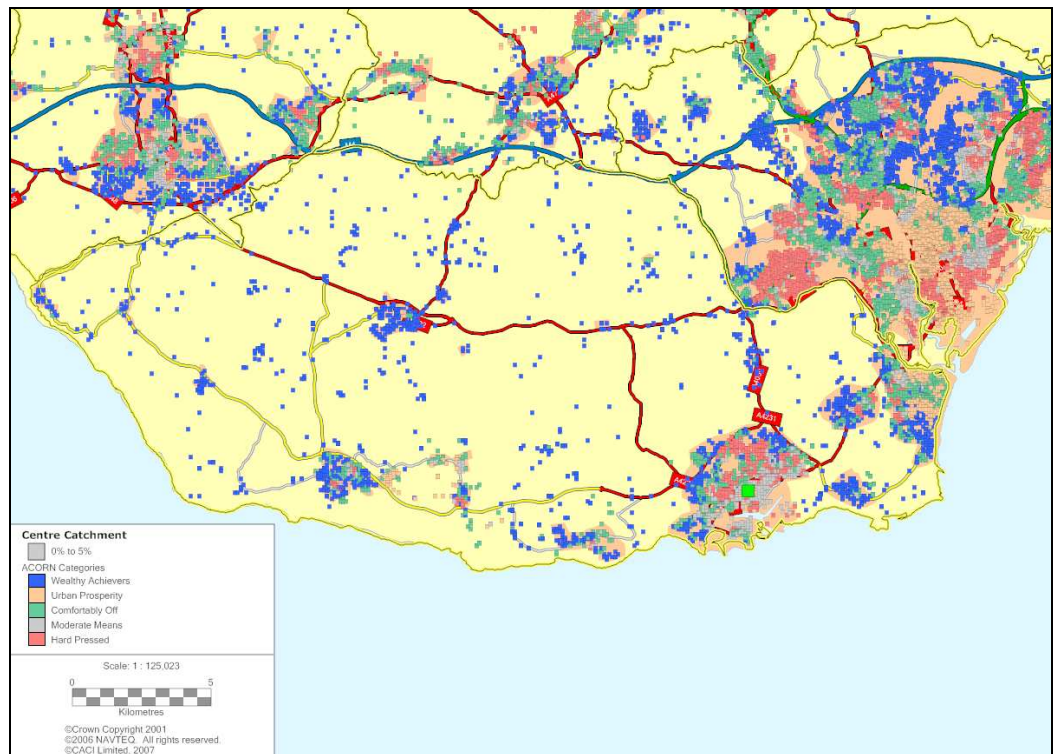 A4231
Centre Catchment
0% to 5%
ACORN Categories
Wealthy Achievers
Urban Prosperity
Comfortably Off
Moderate Means
Hard Pressed
Scale: 1 : 125,023
0 5
Kilometres
©Crown Copyright 2001
©2006 NAVTEQ. All rights reserved.
©CACI Limited, 2007